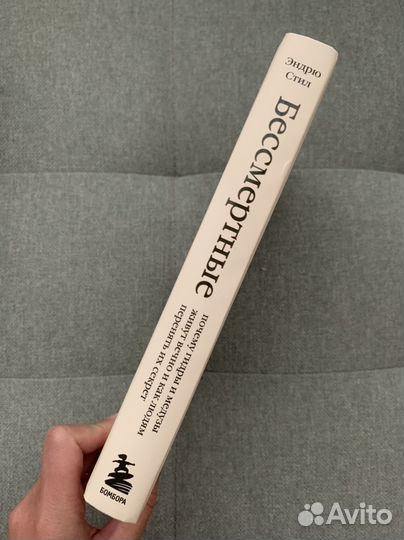 Эндрю
Стил
Бессмертные
почему гидры и медузы
живут вечно и как людям
перенять их секрет
БОМБОРА
Avito